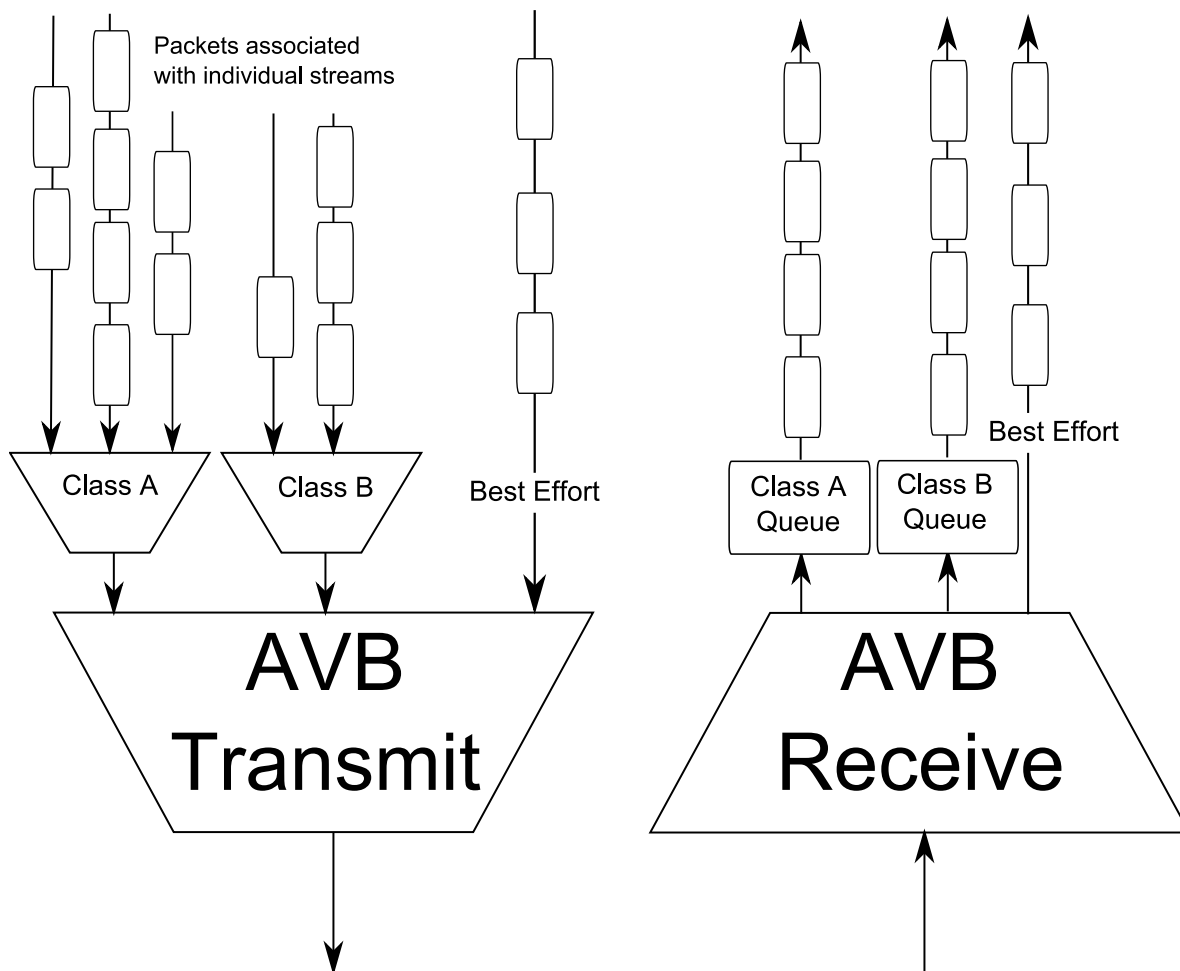 Packets associated
with individual streams
Class A
Class B
Best Effort
AVB
Transmit
Best Effort
Class A
Queue
Class B
Queue
AVB
Receive